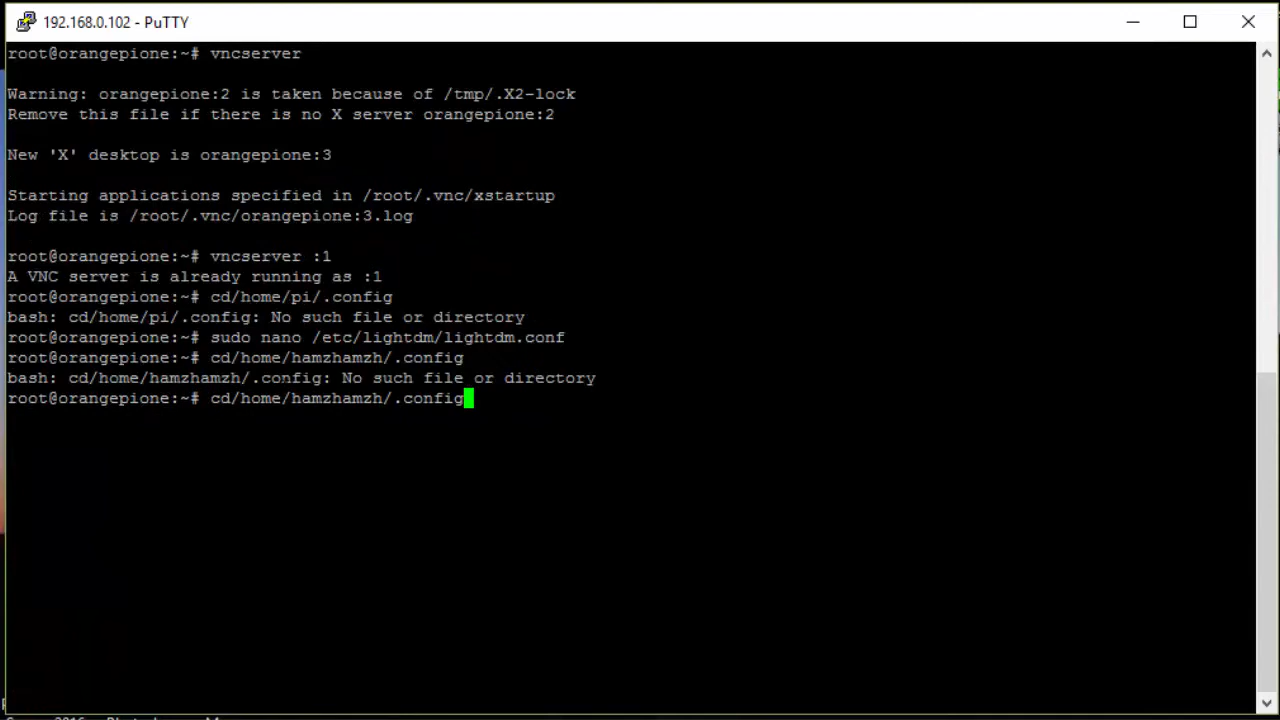 192.168.0.102 - PuTTY
root@orangepione:~# vncserver
Warning: orangepione:2 is taken because of /tmp/.X2-lock
Remove this file if there is no X server orangepione:2
New 'X' desktop is orangepione:3
Starting applications specified in /root/.vnc/xstartup
Log file is /root/.vnc/orangepione:3.log
root@orangepione:~# vncserver :1
A VNC server is already running as :1
root@orangepione:~# cd/home/pi/.config
bash: cd/home/pi/.config: No such file or directory
root@orangepione:~# sudo nano /etc/lightdm/lightdm.conf
root@orangepione:~# cd/home/hamzhamzh/.config
bash: cd/home/hamzhamzh/.config: No such file or directory
root@orangepione:~# cd/home/hamzhamzh/.config